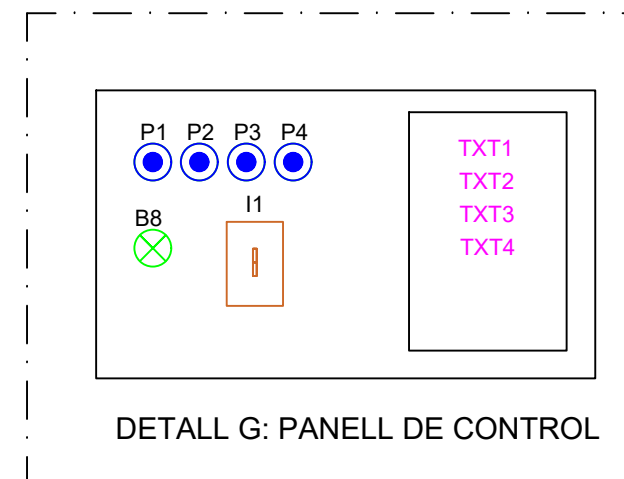 P1 P2 P3 P4
B8
I1
TXT1
TXT2
TXT3
TXT4
DETALL G: PANELL DE CONTROL